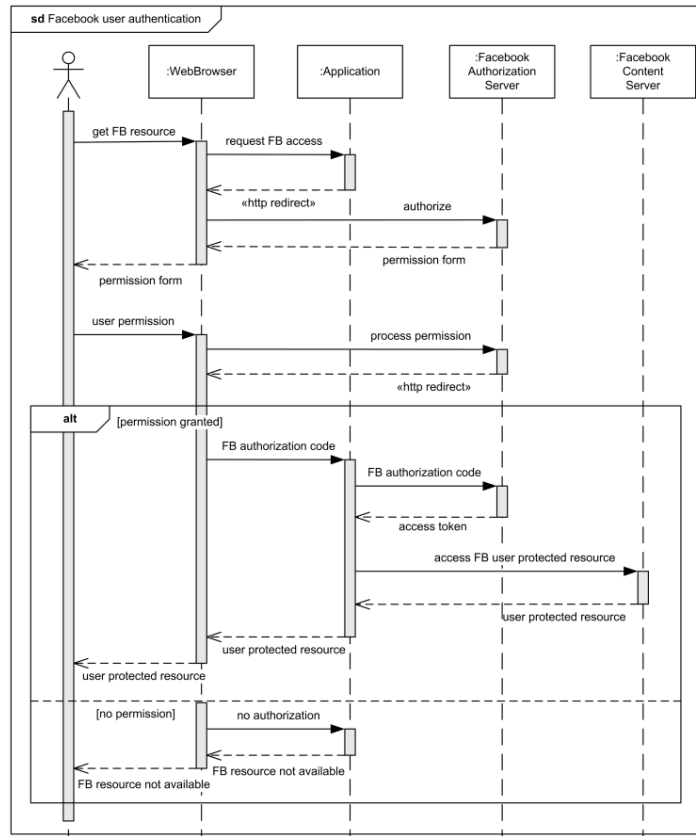 sd Facebook user authentication
:WebBrowser
:Application
:Facebook
Authorization
Server
:Facebook
Content
Server
get FB resource
request FB access
«http redirect»
authorize
permission form
permission form
user permission
process permission
«http redirect»
alt
[permission granted]
FB authorization code
FB authorization code
access token
access FB user protected resource
user protected resource
user protected resource
user protected resource
[no permission]
no authorization
FB resource not available
FB resource not available